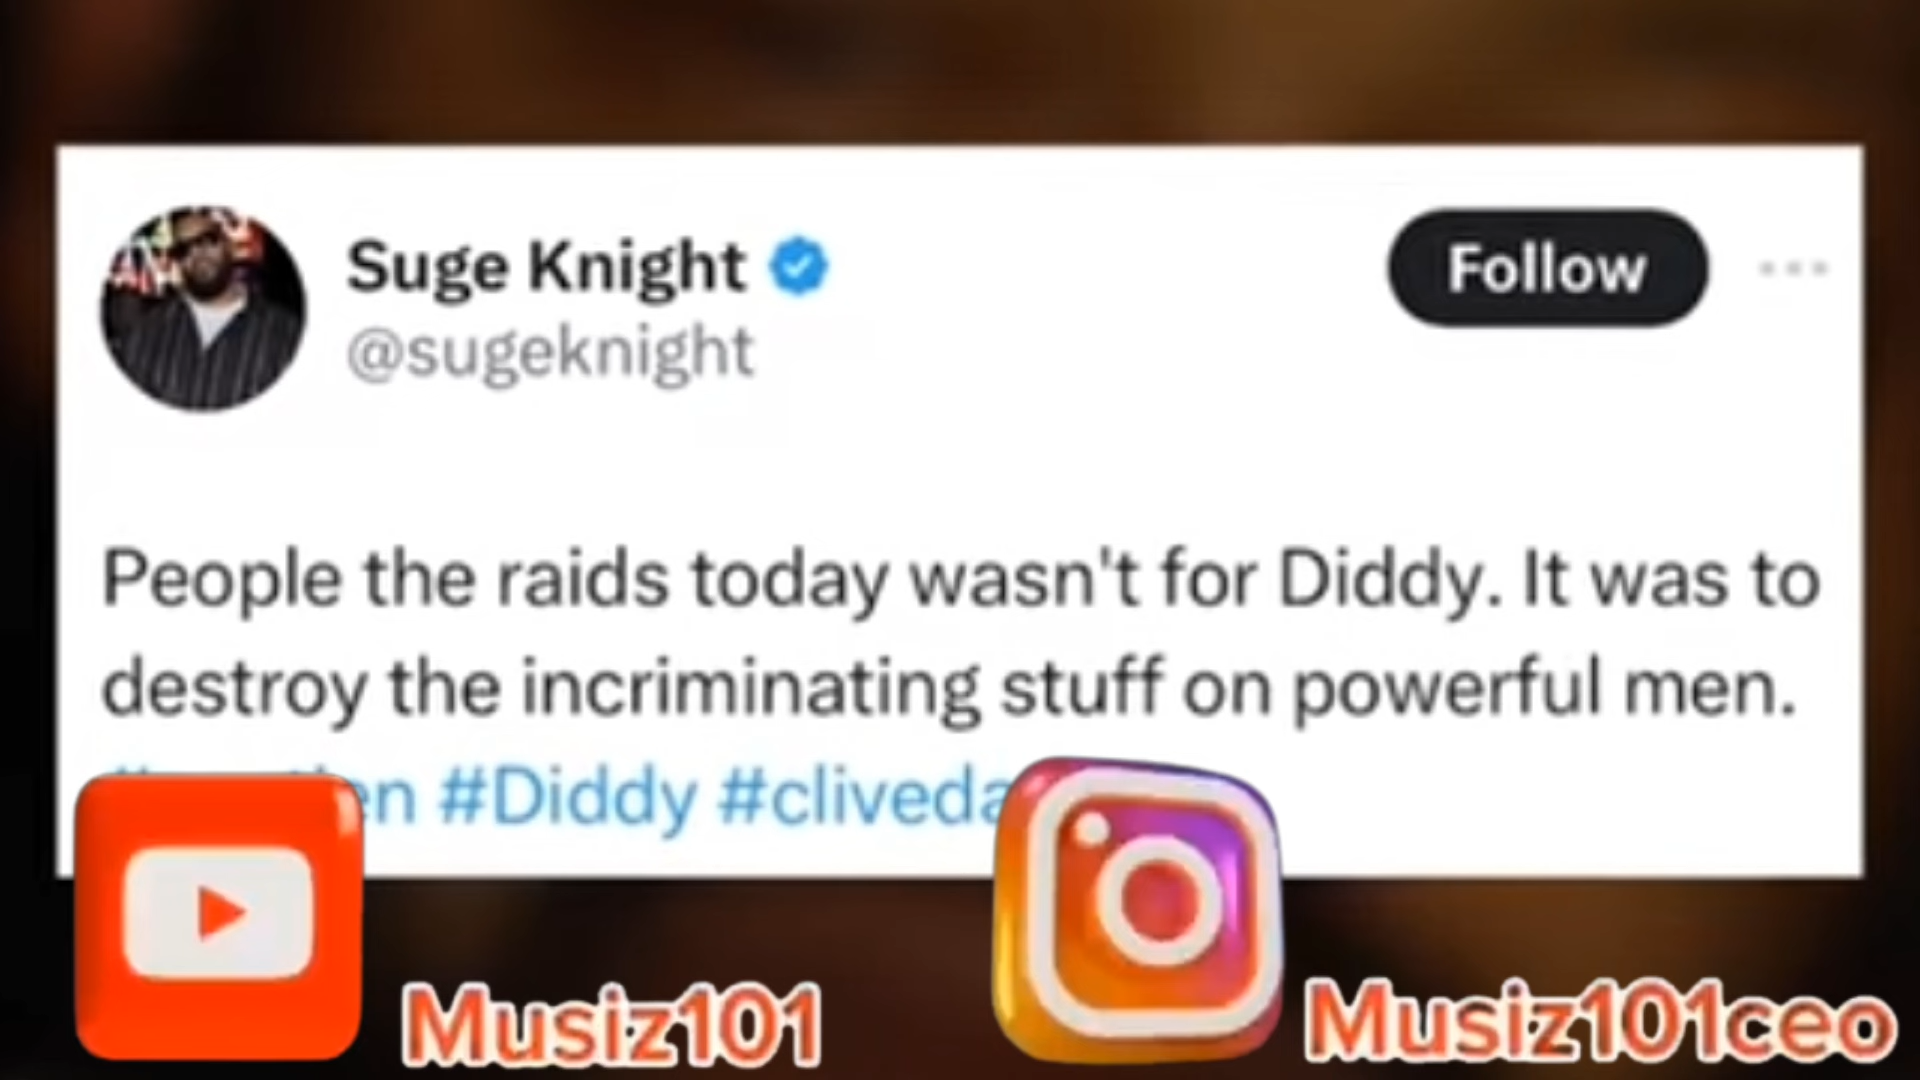 Suge Knight
@sugeknight
Follow
People the raids today wasn't for Diddy. It was to
destroy the incriminating stuff on powerful men.
#Diddy
Musiz101
Musiz101ceo